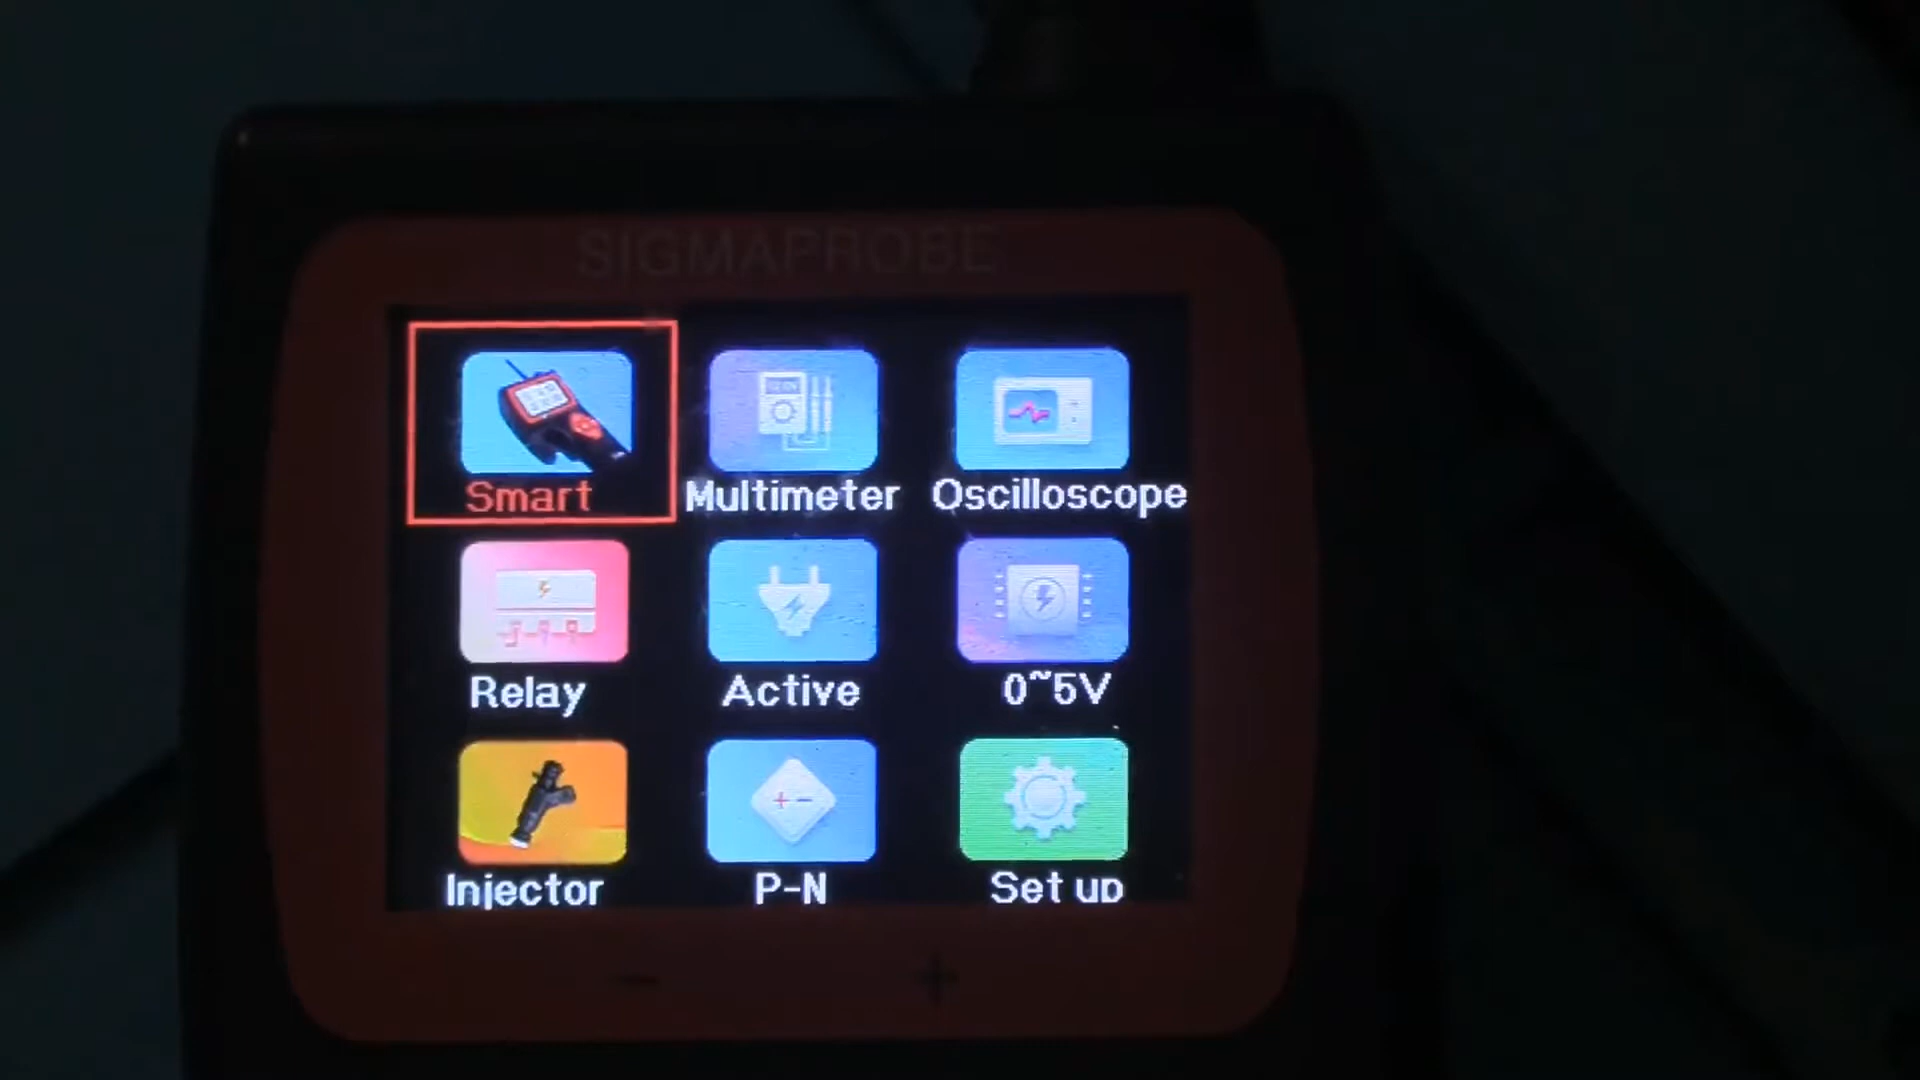 SIGMAPROBE
Smart Multimeter Oscilloscope
Relay Active 0~5V
Injector P-N Set up
- +